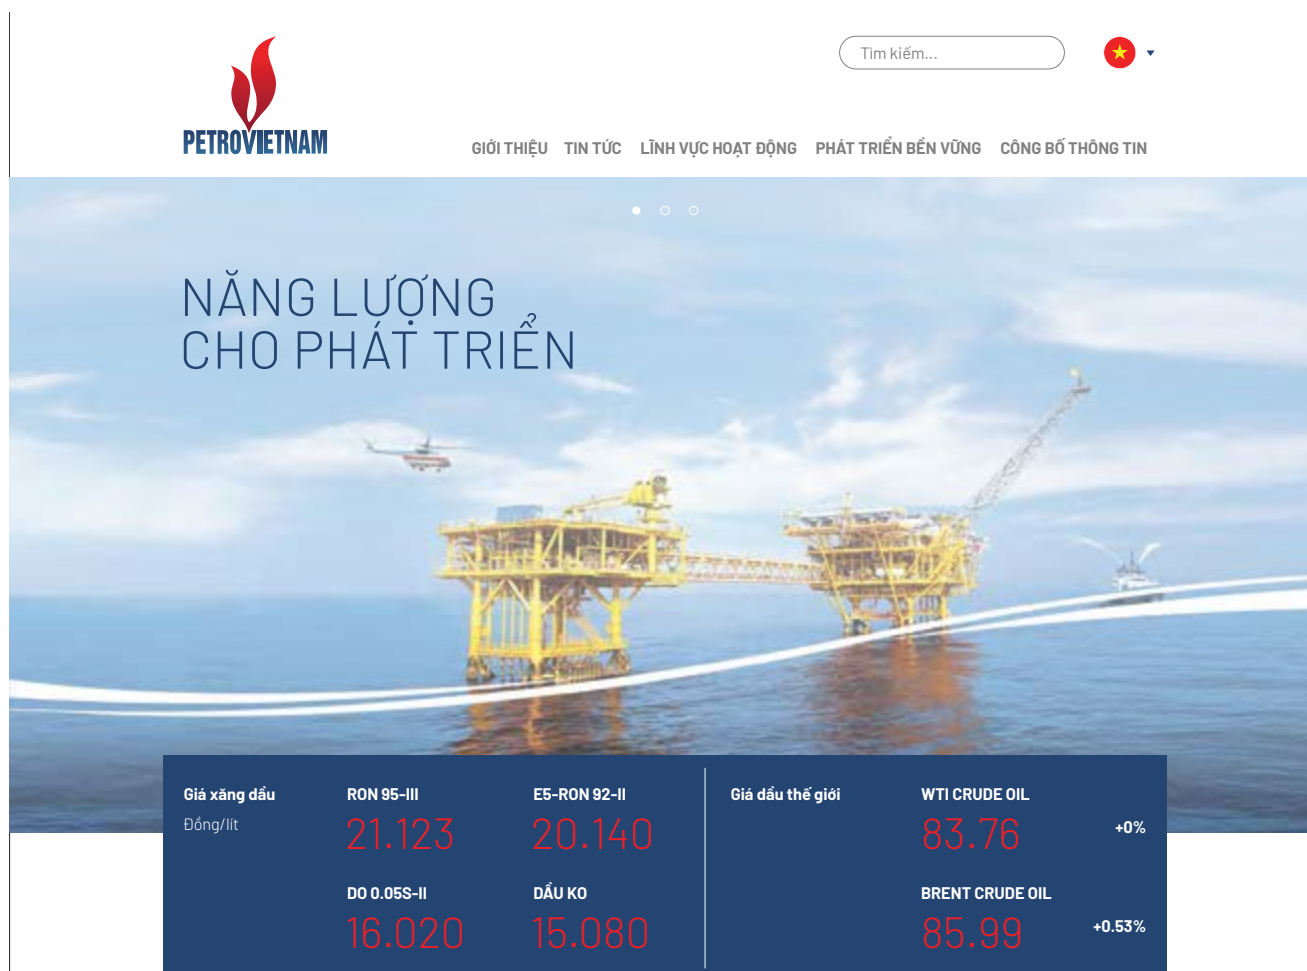 Tìm kiếm...
PETROVIETNAM
GIỚI THIỆU TIN TỨC LĨNH VỰC HOẠT ĐỘNG PHÁT TRIỂN BỀN VỮNG CÔNG BỐ THÔNG TIN
NĂNG LƯỢNG
CHO PHÁT TRIỂN
Giá xăng dầu
Đồng/lít
RON 95-III
21.123
E5-RON 92-II
20.140
DO 0.05S-II
16.020
DẦU KO
15.080
Giá dầu thế giới
WTI CRUDE OIL
83.76
+0%
BRENT CRUDE OIL
85.99
+0.53%